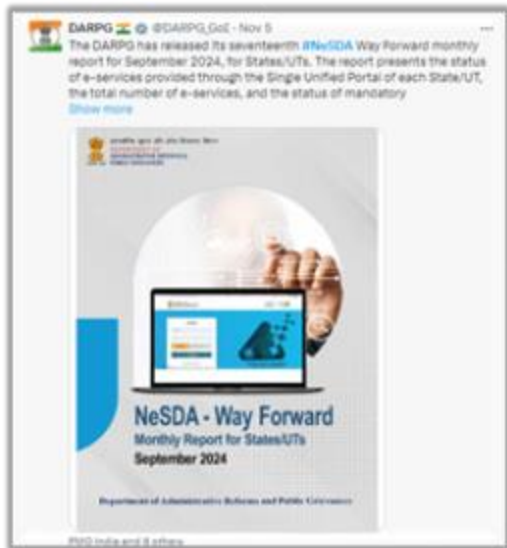 DARPG @DARPG_GoI · Nov 5
The DARPG has released its seventeenth #NeSDA Way Forward monthly
report for September 2024, for States/UTs. The report presents the status
of e-services provided through the Single Unified Portal of each State/UT,
the total number of e-services, and the status of mandatory
Show more
NeSDA - Way Forward
Monthly Report for States/UTs
September 2024
Department of Administrative Reforms and Public Grievances
PMO India and 8 others